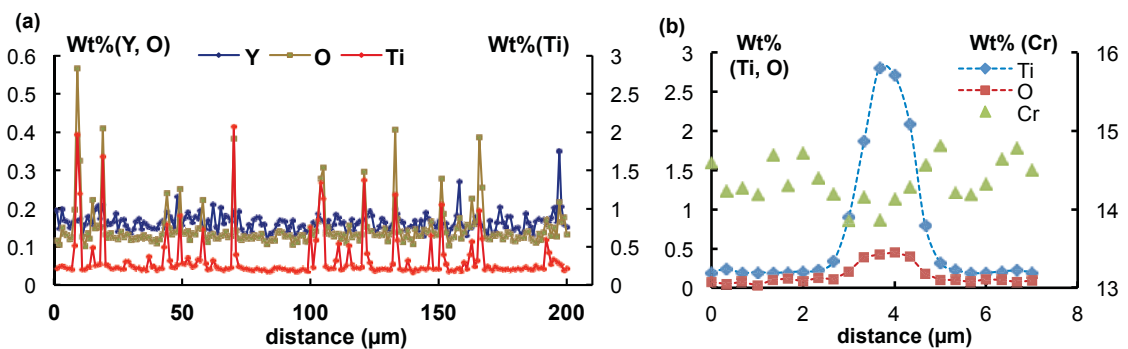 (a)
Wt%(Y, O)
Y
O
Ti
Wt%(Ti)
0.6
0.5
0.4
0.3
0.2
0.1
0
3
2.5
2
1.5
1
0.5
0
0
50
100
150
200
distance (µm)
(b)
Wt%
(Ti, O)
Wt% (Cr)
Ti
O
Cr
3
2.5
2
1.5
1
0.5
0
16
15
14
13
0
2
4
6
8
distance (µm)